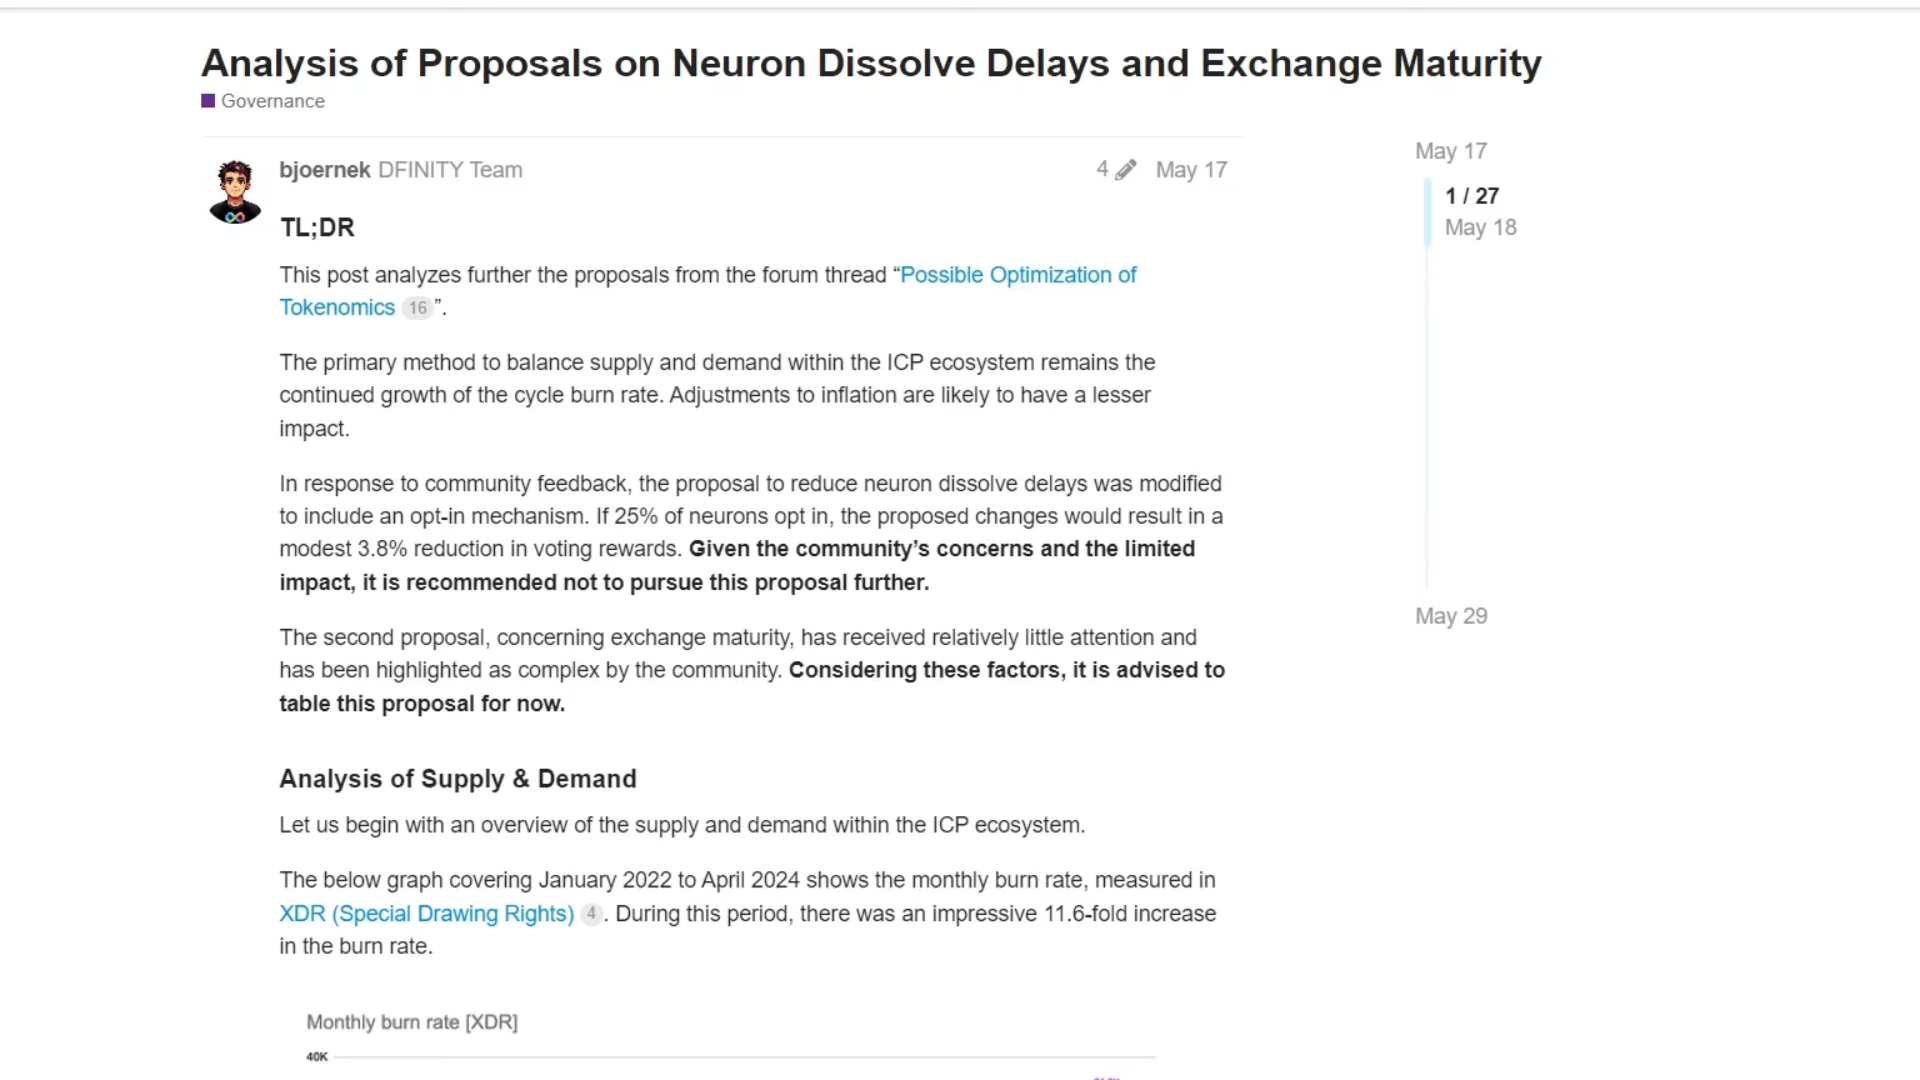 Analysis of Proposals on Neuron Dissolve Delays and Exchange Maturity
Governance
bjoernek DFINITY Team
4
May 17
TL;DR
This post analyzes further the proposals from the forum thread “Possible Optimization of
Tokenomics 16 ”.
The primary method to balance supply and demand within the ICP ecosystem remains the
continued growth of the cycle burn rate. Adjustments to inflation are likely to have a lesser
impact.
In response to community feedback, the proposal to reduce neuron dissolve delays was modified
to include an opt-in mechanism. If 25% of neurons opt in, the proposed changes would result in a
modest 3.8% reduction in voting rewards. Given the community’s concerns and the limited
impact, it is recommended not to pursue this proposal further.
The second proposal, concerning exchange maturity, has received relatively little attention and
has been highlighted as complex by the community. Considering these factors, it is advised to
table this proposal for now.
Analysis of Supply & Demand
Let us begin with an overview of the supply and demand within the ICP ecosystem.
The below graph covering January 2022 to April 2024 shows the monthly burn rate, measured in
XDR (Special Drawing Rights) 4 . During this period, there was an impressive 11.6-fold increase
in the burn rate.
Monthly burn rate [XDR]
40K
May 17
1 / 27
May 18
May 29